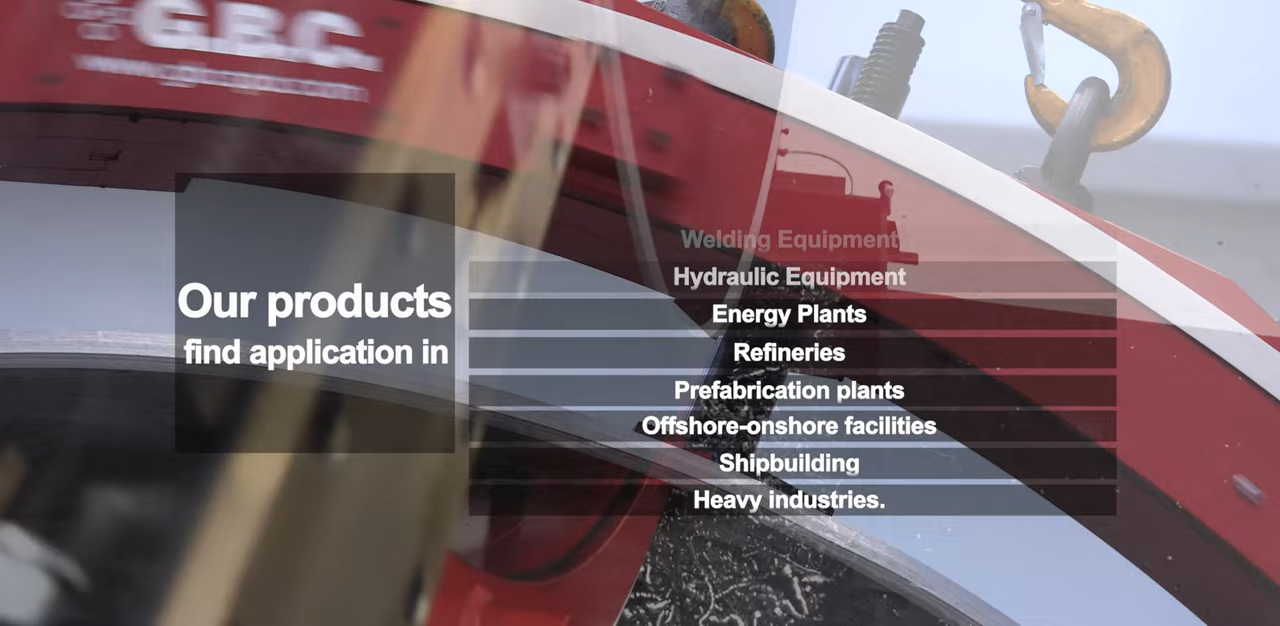 G.B.C.
Our products
find application in
Welding Equipment
Hydraulic Equipment
Energy Plants
Refineries
Prefabrication plants
Offshore-onshore facilities
Shipbuilding
Heavy industries.